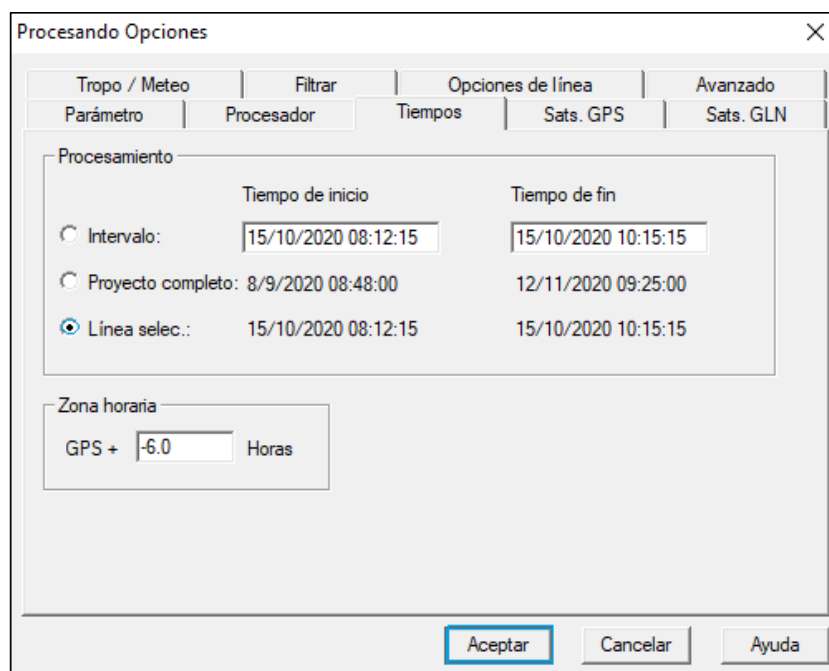 Procesando Opciones
Tropo / Meteo Filtrar Opciones de línea Avanzado
Parámetro Procesador Tiempos Sats. GPS Sats. GLN
Procesamiento
Tiempo de inicio Tiempo de fin
Intervalo: 15/10/2020 08:12:15 15/10/2020 10:15:15
Proyecto completo: 8/9/2020 08:48:00 12/11/2020 09:25:00
Línea selec.: 15/10/2020 08:12:15 15/10/2020 10:15:15
Zona horaria
GPS + -6.0 Horas
Aceptar Cancelar Ayuda